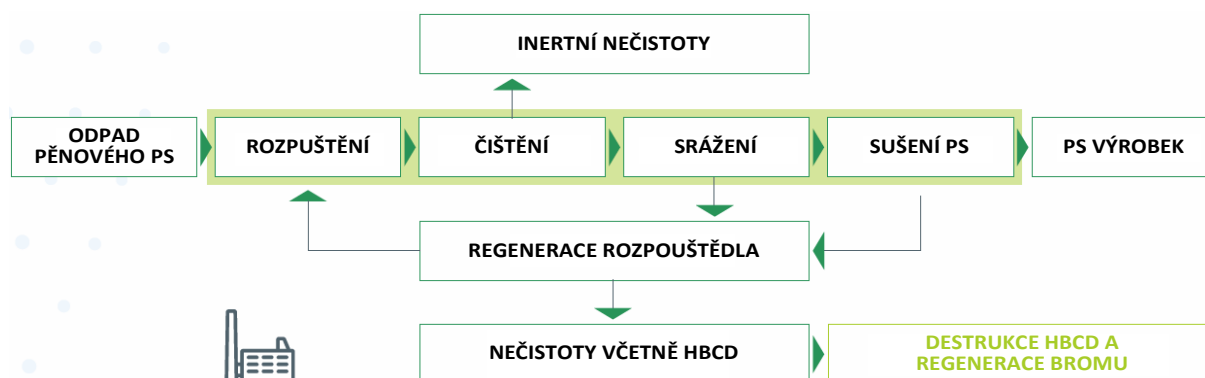 INERTNÍ NEČISTOTY
ODPAD
PĚNOVÉHO PS
ROZPUŠTĚNÍ
ČIŠTĚNÍ
SRÁŽENÍ
SUŠENÍ PS
PS VÝROBEK
REGENERACE ROZPOUŠTĚDLA
NEČISTOTY VČETNĚ HBCD
DESTRUKCE HBCD A
REGENERACE BROMU